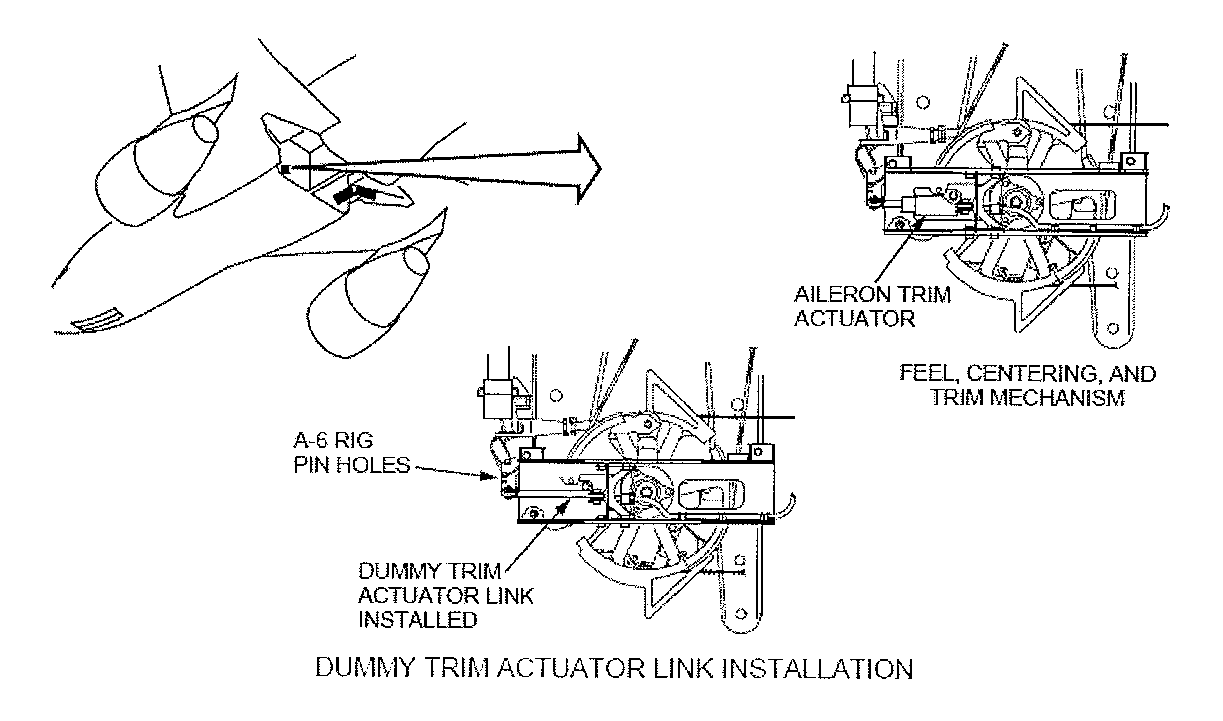 AILERON TRIM
ACTUATOR
FEEL, CENTERING, AND
TRIM MECHANISM
A-6 RIG
PIN HOLES
DUMMY TRIM
ACTUATOR LINK
INSTALLED
DUMMY TRIM ACTUATOR LINK INSTALLATION